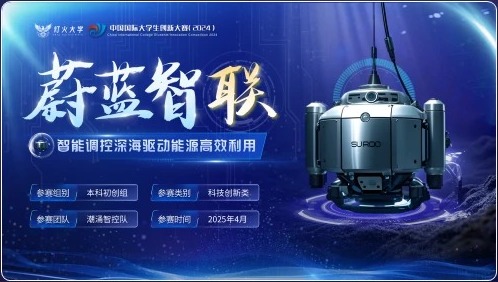 灯火大学
中国国际大学生创新大赛(2024)
China International College Students' Innovation Competition 2024
蔚蓝智联
智能调控深海驱动能源高效利用
SUROO
参赛组别 本科初创组 参赛类别 科技创新类
参赛团队 潮涌智控队 参赛时间 2025年4月